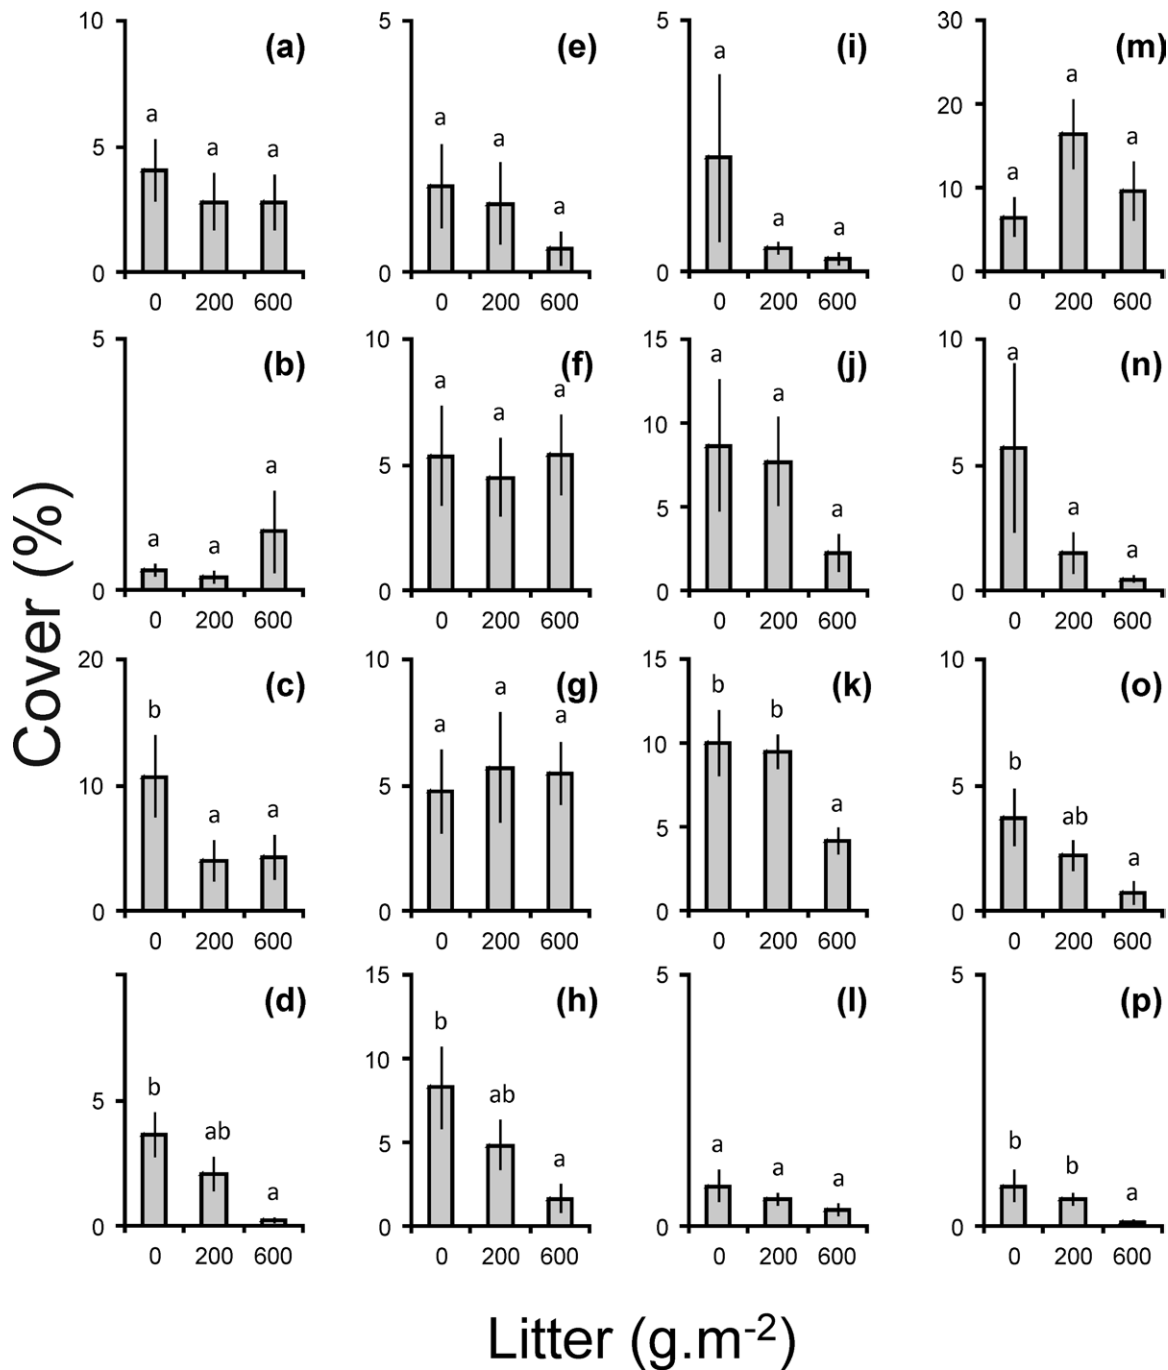 10 (a) 5 (e) 5 (i) 30 (m)
a a a a
a a a a a a 20 a
5 a a a a 10 a
0 0 0 0
0 200 600 0 200 600 0 200 600 0 200 600
5 (b) 10 (f) 15 (j) 10 (n)
a a a a a
a a a 10 a 5 a
5 5 a
0 0 0 0
0 200 600 0 200 600 0 200 600 0 200 600
20 (c) 10 (g) 15 (k) 10 (o)
b a a a b b b
10 a a 5 10 a 5 ab
5 a
0 0 0 0
0 200 600 0 200 600 0 200 600 0 200 600
(d) 15 (h) 5 (l) 5 (p)
b b
5 ab 10 ab a a a b b
a 5 a a
0 0 0 0
0 200 600 0 200 600 0 200 600 0 200 600
Cover (%)
Litter (g.m-2)